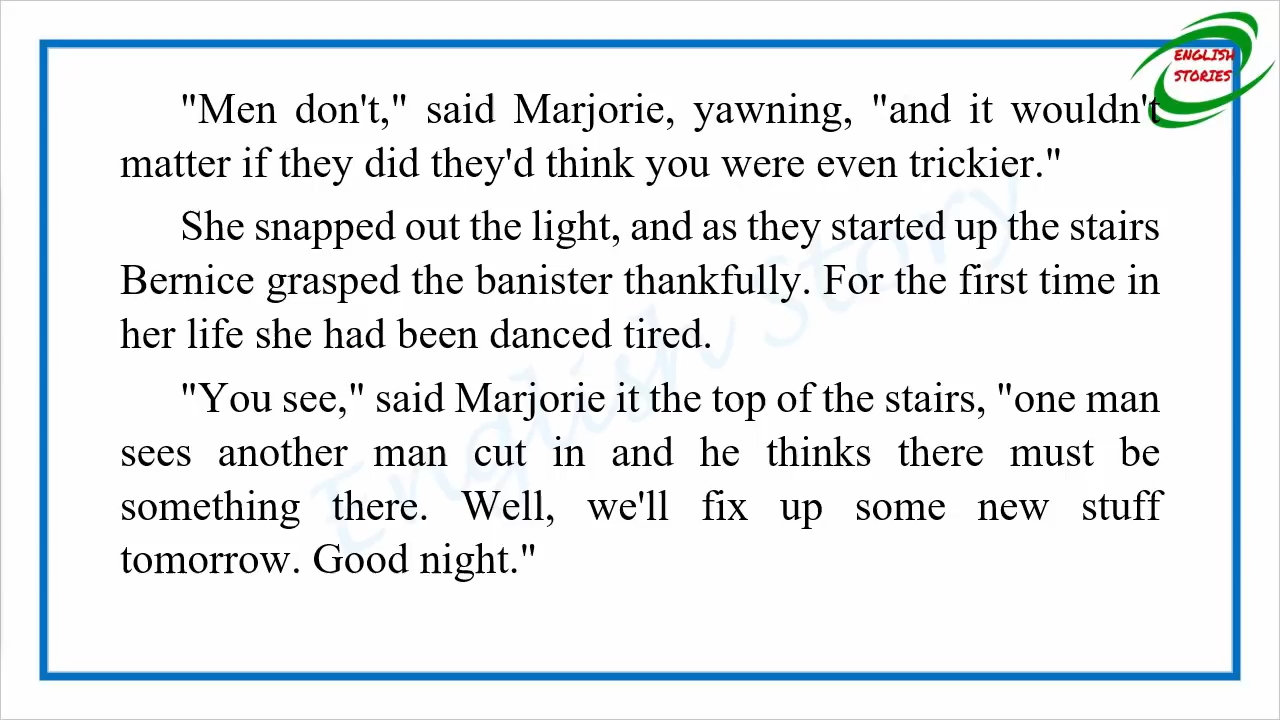 ENGLISH
STORIES
"Men don't," said Marjorie, yawning, "and it wouldn't
matter if they did they'd think you were even trickier."
She snapped out the light, and as they started up the stairs
Bernice grasped the banister thankfully. For the first time in
her life she had been danced tired.
"You see," said Marjorie it the top of the stairs, "one man
sees another man cut in and he thinks there must be
something there. Well, we'll fix up some new stuff
tomorrow. Good night."
English Story